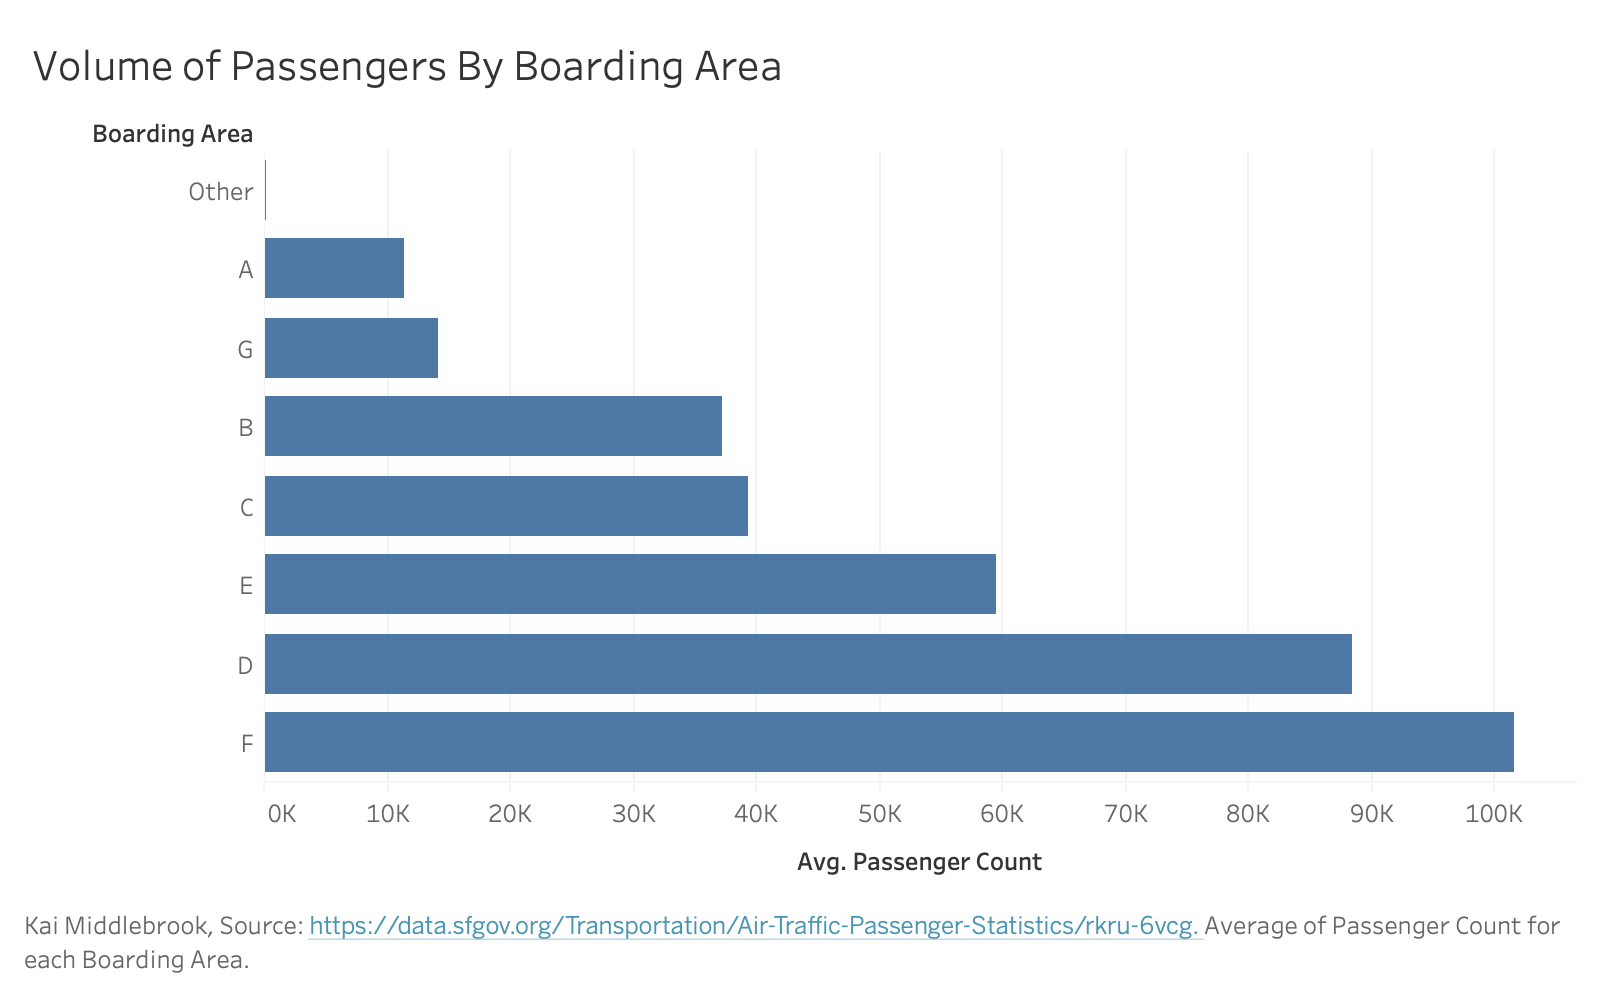 Volume of Passengers By Boarding Area
Boarding Area
Other
A
G
B
C
E
D
F
0K 10K 20K 30K 40K 50K 60K 70K 80K 90K 100K
Avg. Passenger Count
Kai Middlebrook, Source: https://data.sfgov.org/Transportation/Air-Traffic-Passenger-Statistics/rkru-6vcg. Average of Passenger Count for
each Boarding Area.